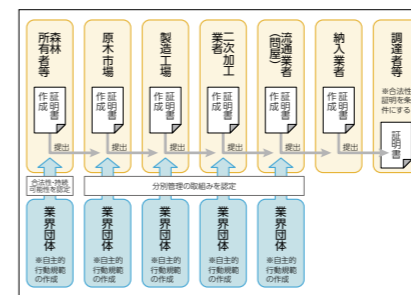 森林
所有者等
原木市場
製造工場
二次加工
業者
流通業者
(問屋)
納入業者
調達者等
証明書
作成
証明書
作成
証明書
作成
証明書
作成
証明書
作成
証明書
作成
※合法性
証明を条
件にする
証明書
提出
提出
提出
提出
提出
提出
合法性・持続
可能性を認定
分別管理の取組みを認定
業界団体
※自主的
行動規範
の作成
業界団体
※自主的
行動規範
の作成
業界団体
※自主的
行動規範
の作成
業界団体
※自主的
行動規範
の作成
業界団体
※自主的
行動規範
の作成